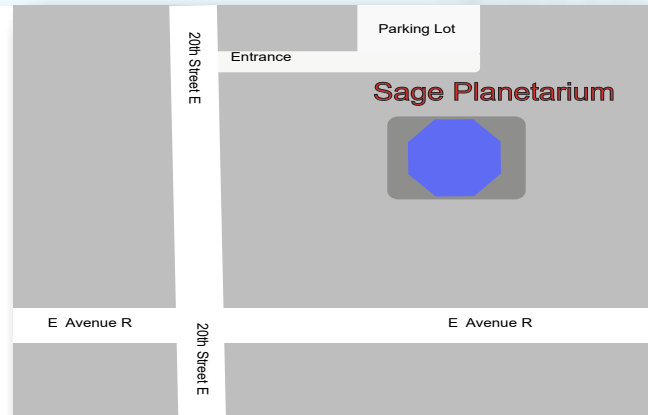 Parking Lot
20th Street E
Entrance
Sage Planetarium
E Avenue R
E Avenue R
20th Street E